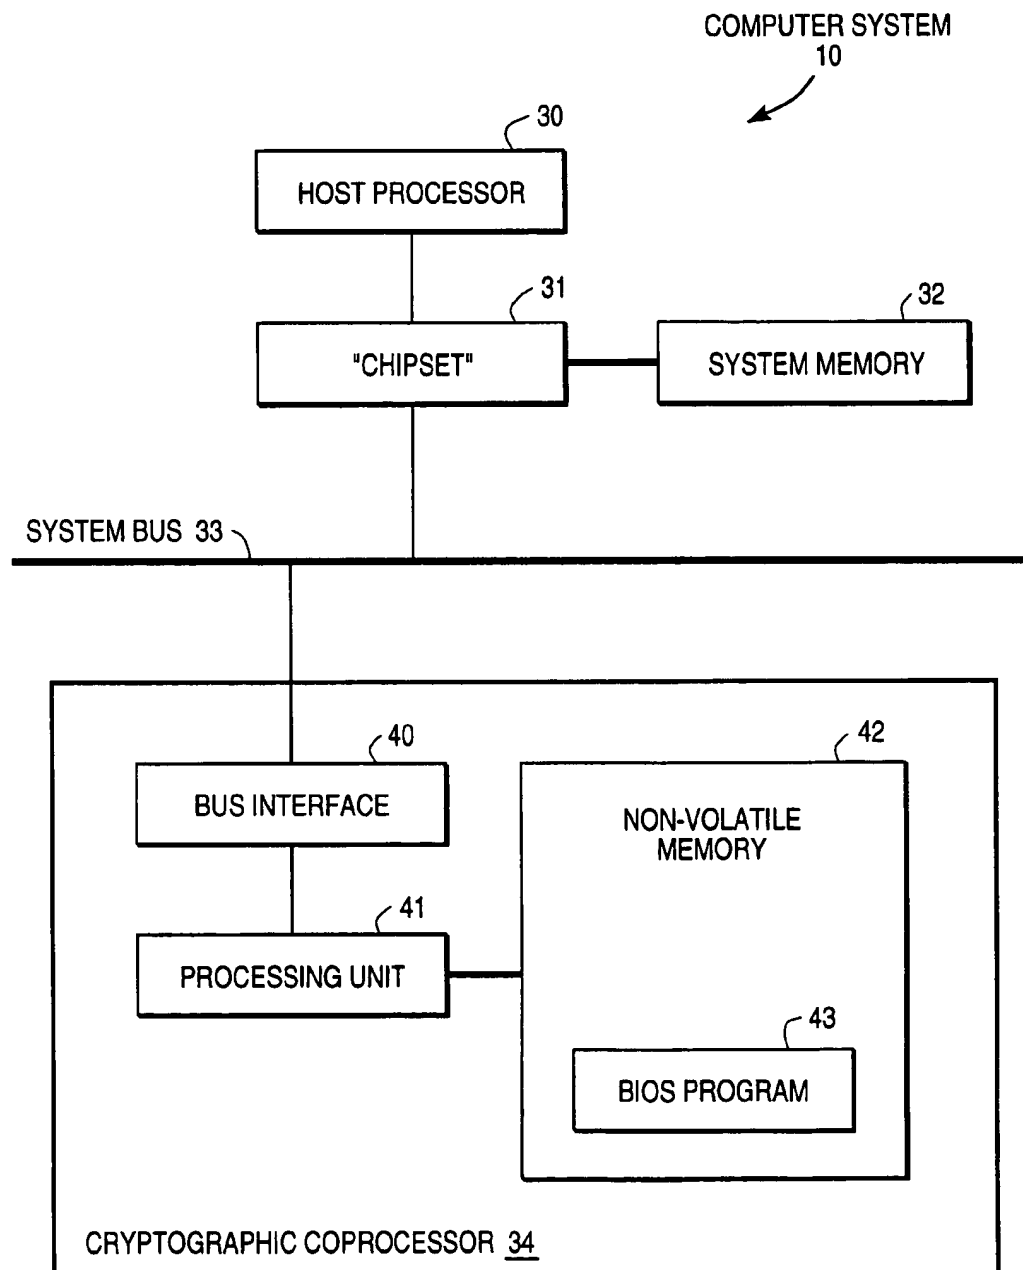 COMPUTER SYSTEM
10
30
HOST PROCESSOR
31
"CHIPSET"
32
SYSTEM MEMORY
SYSTEM BUS 33
40
BUS INTERFACE
42
NON-VOLATILE
MEMORY
41
PROCESSING UNIT
43
BIOS PROGRAM
CRYPTOGRAPHIC COPROCESSOR 34